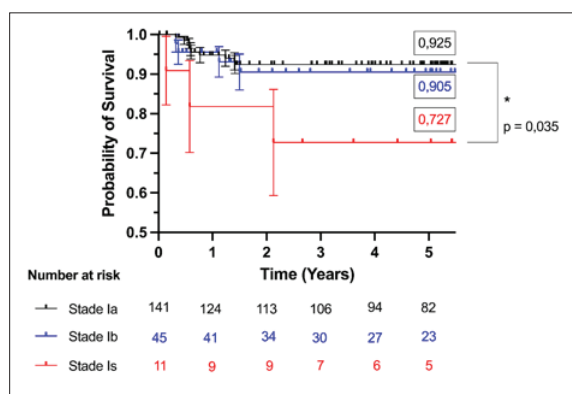 1.0
0.9
0.8
0.7
0.6
0.5
Probability of Survival
0,925
0,905
0,727
*
p = 0,035
0 1 2 3 4 5
Time (Years)
Number at risk
Stade Ia 141 124 113 106 94 82
Stade Ib 45 41 34 30 27 23
Stade Is 11 9 9 7 6 5